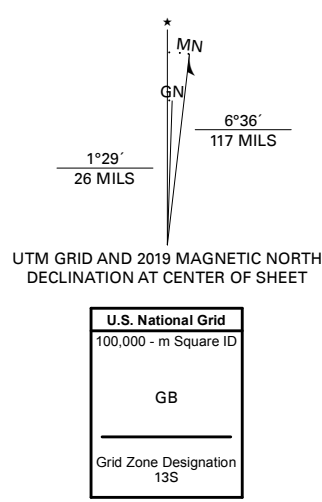 ★
MN
GN
6°36´
117 MILS
1°29´
26 MILS
UTM GRID AND 2019 MAGNETIC NORTH
DECLINATION AT CENTER OF SHEET
U.S. National Grid
100,000 - m Square ID
GB
Grid Zone Designation
13S